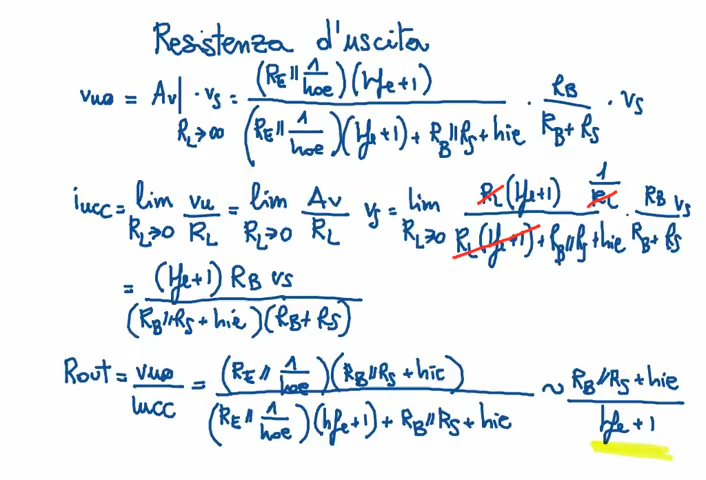 Resistenza d'uscita
vu∞ = Av|RL→∞ · vs = (RE // 1/hoe)(hfe+1) / ((RE // 1/hoe)(hfe+1) + RB//RS + hie) · RB/(RB+RS) · vs
iucc = lim RL→0 vu/RL = lim RL→0 Av/RL vs = lim RL→0 RL(hfe+1) / (RL(hfe+1) + RB//RS + hie) 1/RL · RB vs/(RB+RS)
= (hfe+1) RB vs / ((RB//RS + hie)(RB+RS))
Rout = vu∞/iucc = (RE // 1/hoe)(RB//RS + hie) / ((RE // 1/hoe)(hfe+1) + RB//RS + hie) ~ (RB//RS + hie)/(hfe+1)